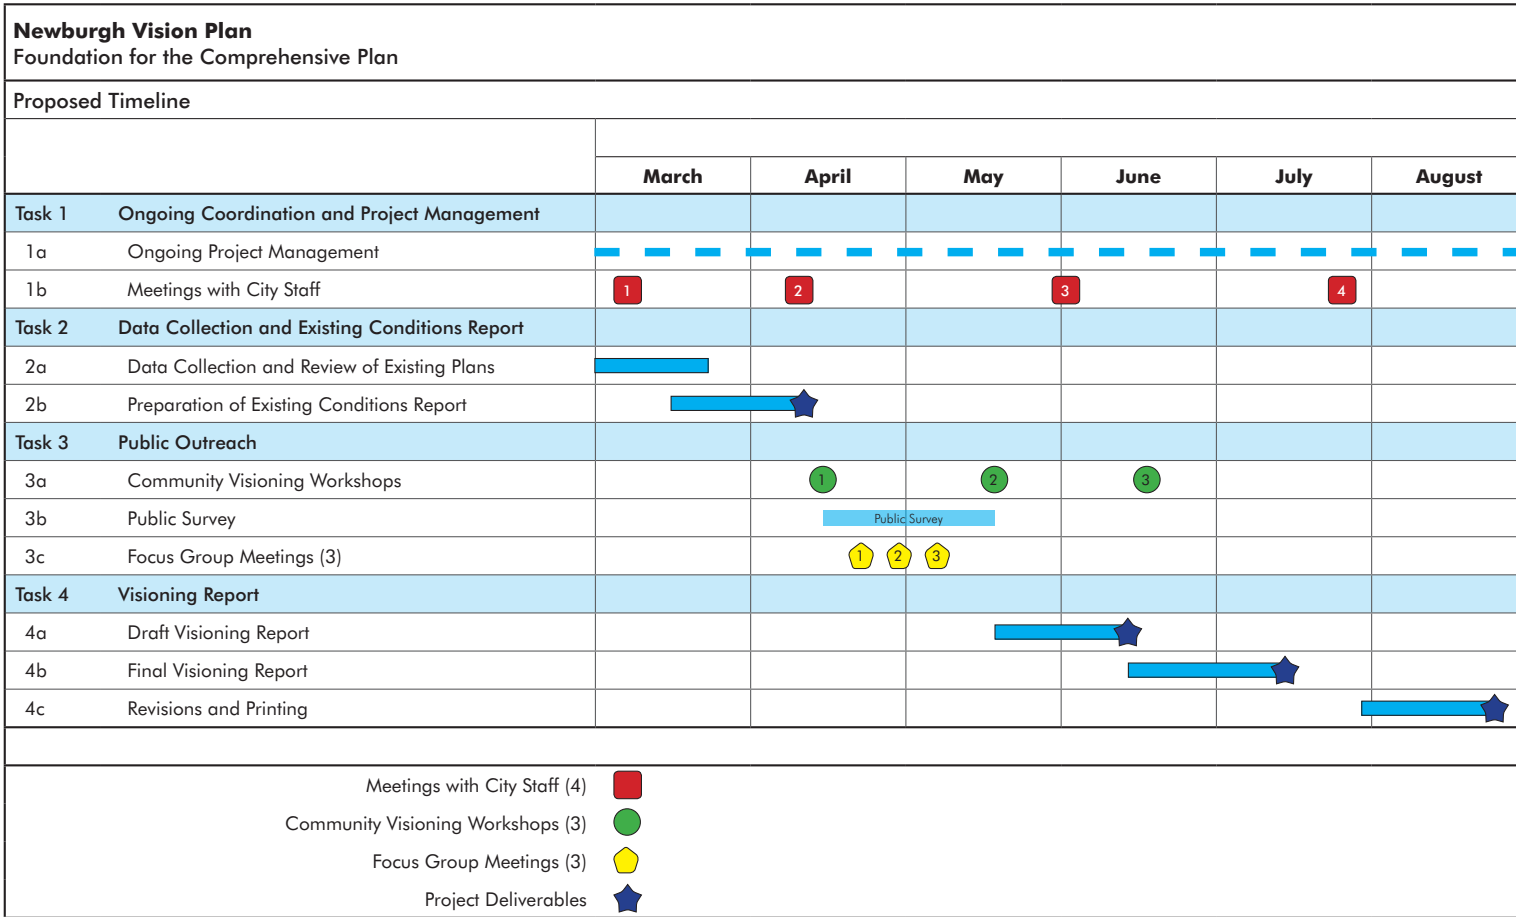 Newburgh Vision Plan
Foundation for the Comprehensive Plan
Proposed Timeline
March April May June July August
Task 1 Ongoing Coordination and Project Management
1a Ongoing Project Management
1b Meetings with City Staff 1 2 3 4
Task 2 Data Collection and Existing Conditions Report
2a Data Collection and Review of Existing Plans
2b Preparation of Existing Conditions Report
Task 3 Public Outreach
3a Community Visioning Workshops 1 2 3
3b Public Survey Public Survey
3c Focus Group Meetings (3) 1 2 3
Task 4 Visioning Report
4a Draft Visioning Report
4b Final Visioning Report
4c Revisions and Printing
Meetings with City Staff (4)
Community Visioning Workshops (3)
Focus Group Meetings (3)
Project Deliverables